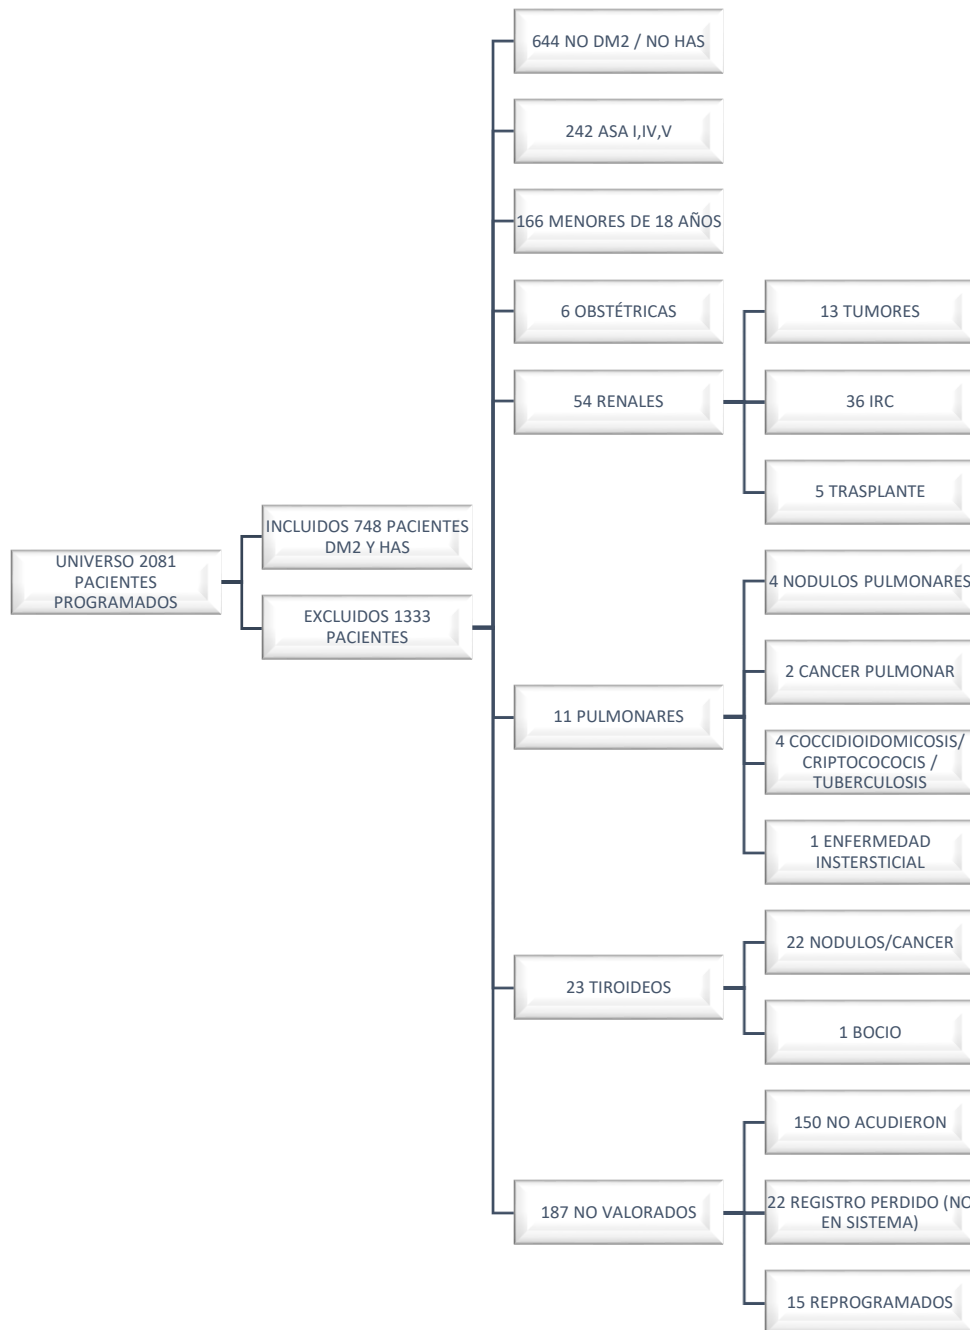 UNIVERSO 2081
PACIENTES
PROGRAMADOS
INCLUIDOS 748 PACIENTES
DM2 Y HAS
EXCLUIDOS 1333
PACIENTES
644 NO DM2 / NO HAS
242 ASA I,IV,V
166 MENORES DE 18 AÑOS
6 OBSTÉTRICAS
54 RENALES
13 TUMORES
36 IRC
5 TRASPLANTE
11 PULMONARES
4 NODULOS PULMONARES
2 CANCER PULMONAR
4 COCCIDIOIDOMICOSIS/
CRIPTOCOCOCIS /
TUBERCULOSIS
1 ENFERMEDAD
INSTERSTICIAL
23 TIROIDEOS
22 NODULOS/CANCER
1 BOCIO
187 NO VALORADOS
150 NO ACUDIERON
22 REGISTRO PERDIDO (NO
EN SISTEMA)
15 REPROGRAMADOS